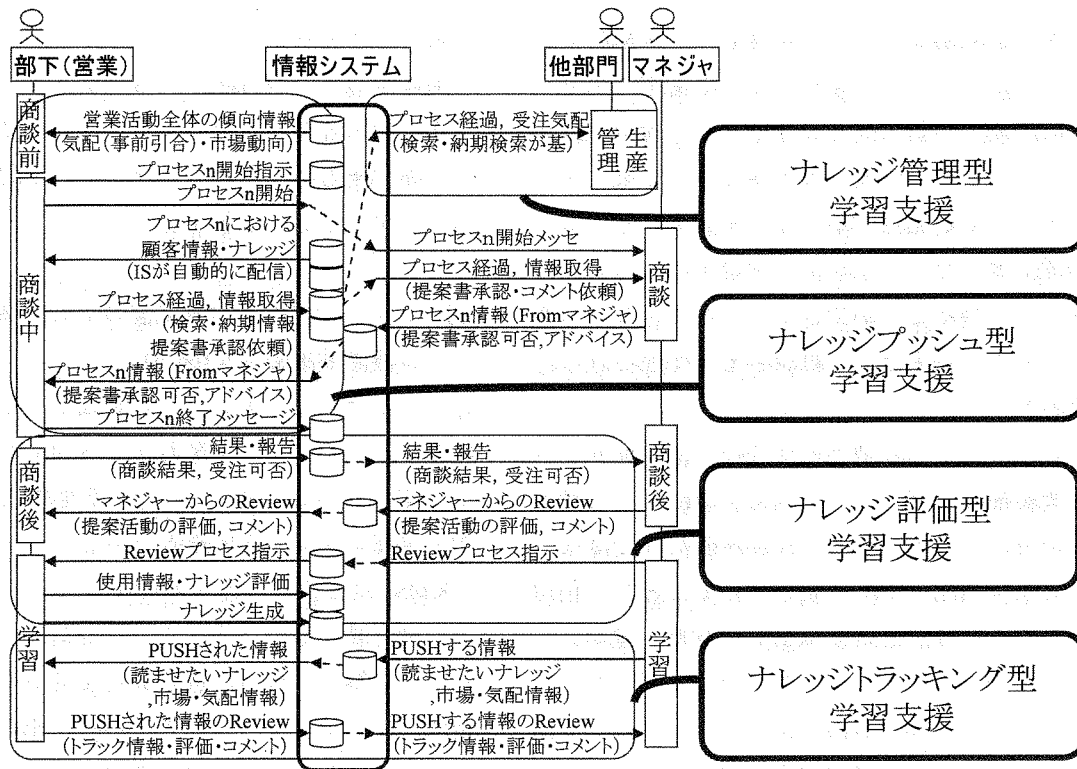 部下(営業)
情報システム
他部門
マネジャ
商談前
営業活動全体の傾向情報
(気配(事前引合)・市場動向)
プロセス経過, 受注気配
(検索・納期検索が基)
生産
管理
ナレッジ管理型
学習支援
商談中
プロセスn開始指示
プロセスn開始
プロセスnにおける
顧客情報・ナレッジ
(ISが自動的に配信)
プロセス経過, 情報取得
(検索・納期情報
提案書承認依頼)
プロセスn情報(Fromマネジャ)
(提案書承認可否,アドバイス)
プロセスn終了メッセージ
商談
プロセスn開始メッセ
プロセス経過, 情報取得
(提案書承認・コメント依頼)
プロセスn情報(Fromマネジャ)
(提案書承認可否,アドバイス)
ナレッジプッシュ型
学習支援
商談後
結果・報告
(商談結果, 受注可否)
マネジャーからのReview
(提案活動の評価, コメント)
結果・報告
(商談結果, 受注可否)
マネジャーからのReview
(提案活動の評価, コメント)
商談後
ナレッジ評価型
学習支援
学習
Reviewプロセス指示
使用情報・ナレッジ評価
ナレッジ生成
Reviewプロセス指示
PUSHされた情報
(読ませたいナレッジ
,市場・気配情報)
PUSHされた情報のReview
(トラック情報・評価・コメント)
PUSHする情報
(読ませたいナレッジ
,市場・気配情報)
PUSHする情報のReview
(トラック情報・評価・コメント)
学習
ナレッジトラッキング型
学習支援